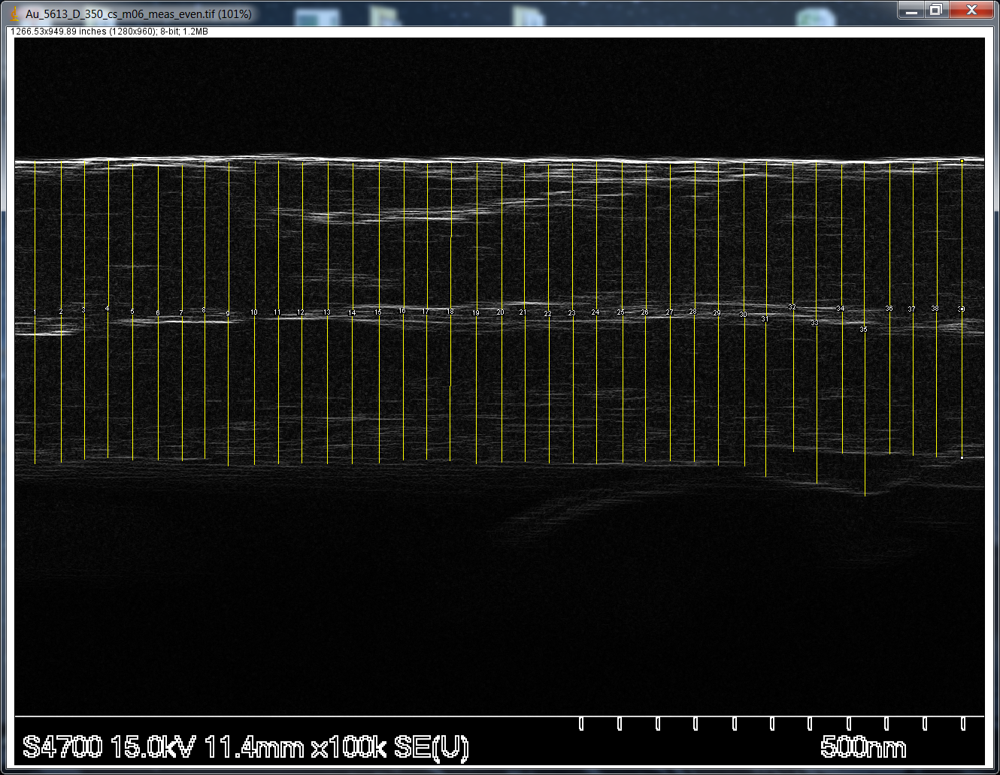 Au_5613_D_350_cs_m06_meas_even.tif (101%)
1266.53x949.89 inches (1280x960); 8-bit; 1.2MB
1 2 3 4 5 6 7 8 9 10 11 12 13 14 15 16 17 18 19 20 21 22 23 24 25 26 27 28 29 30 31 32 33 34 35 36 37 38 39
S4700 15.0kV 11.4mm x100k SE(U) 500nm